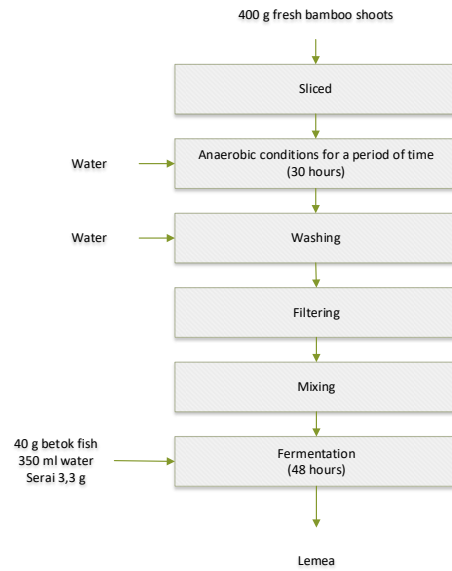 400 g fresh bamboo shoots
Sliced
Water
Anaerobic conditions for a period of time
(30 hours)
Water
Washing
Filtering
Mixing
40 g betok fish
350 ml water
Serai 3,3 g
Fermentation
(48 hours)
Lemea